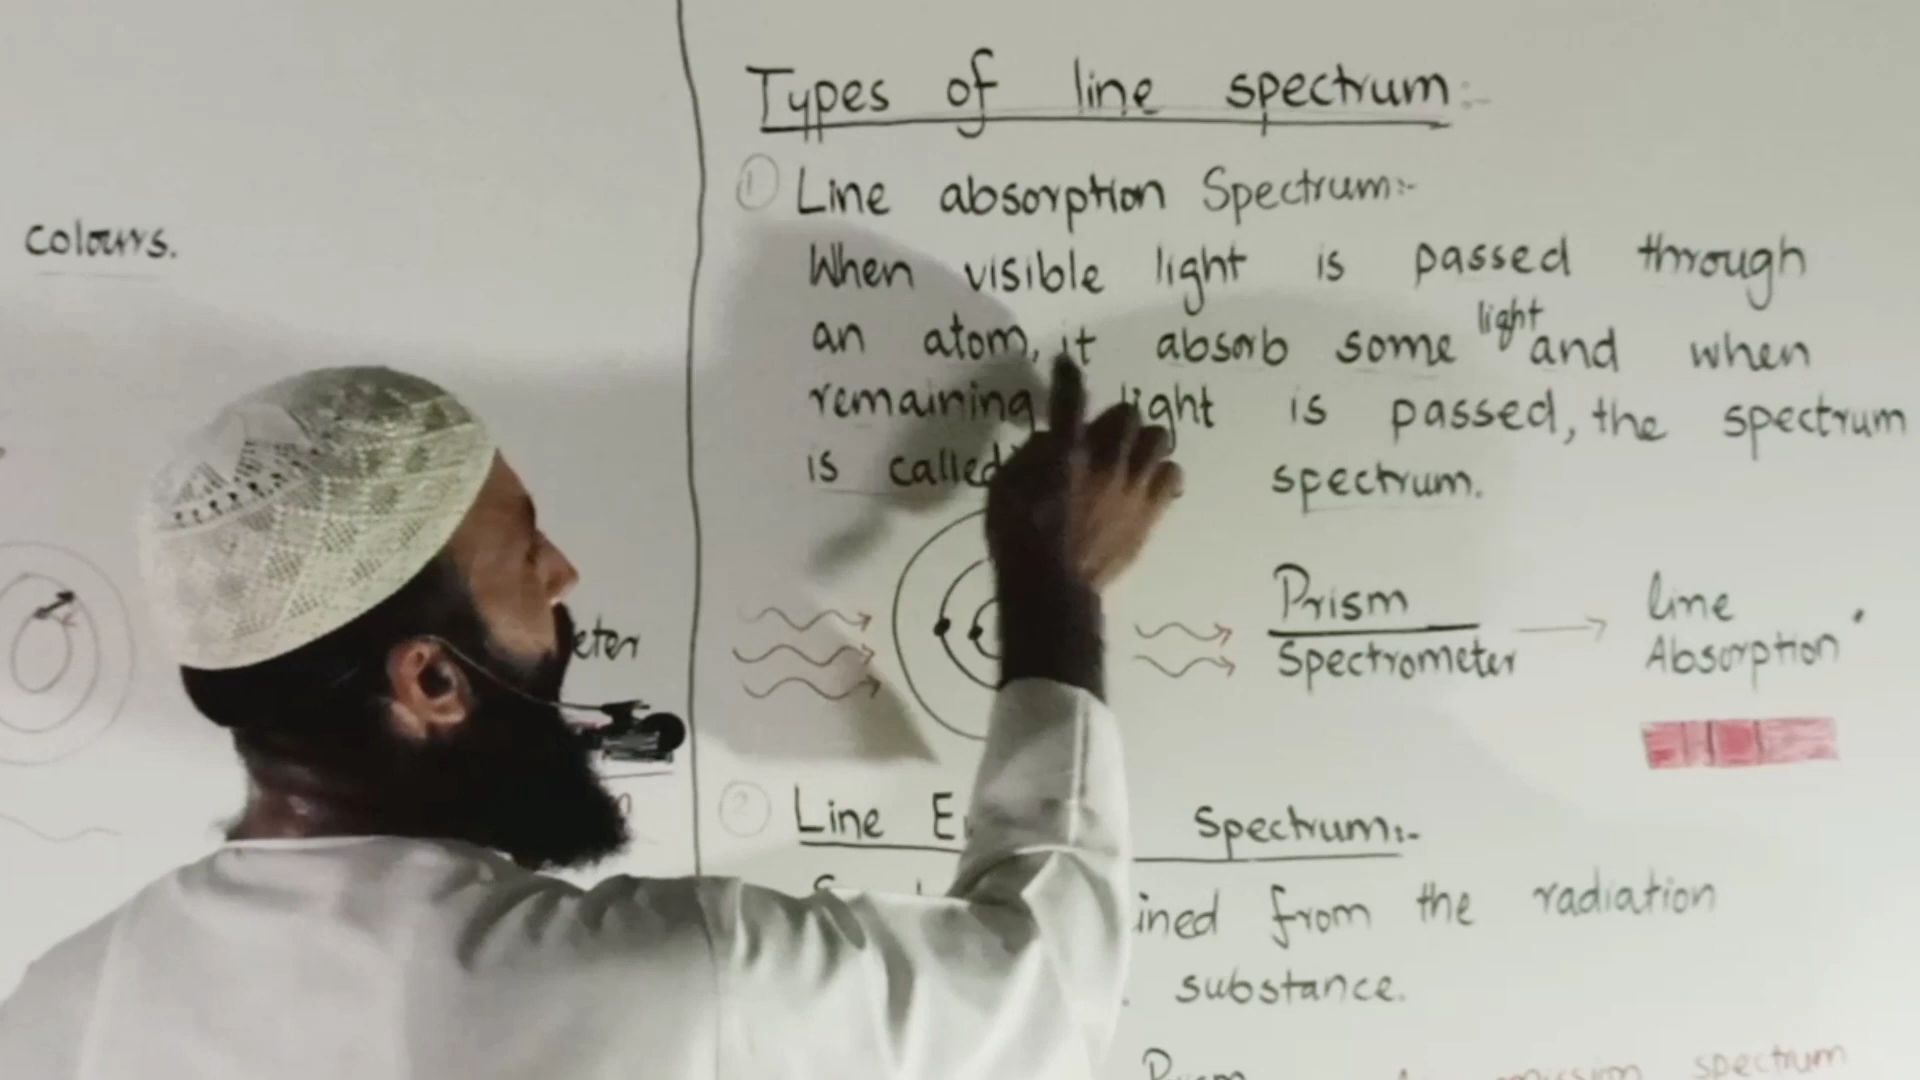 colours.
eter
Types of line spectrum:-
① Line absorption Spectrum:-
When visible light is passed through
an atom, it absorb some light and when
remaining light is passed, the spectrum
is called spectrum.
Prism
Spectrometer
line
Absorption
② Line E Spectrum:-
ined from the radiation
substance.
Prism
spectrum